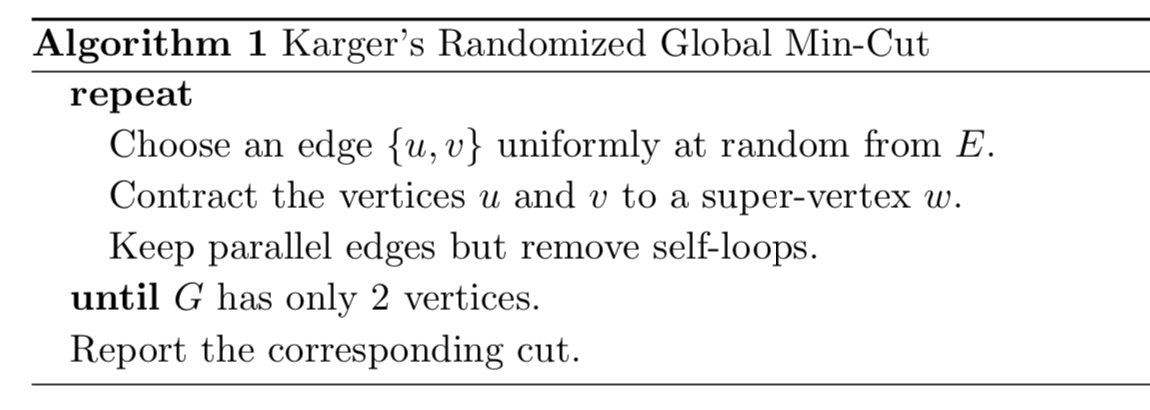 Algorithm 1 Karger's Randomized Global Min-Cut
repeat
Choose an edge {u, v} uniformly at random from E.
Contract the vertices u and v to a super-vertex w.
Keep parallel edges but remove self-loops.
until G has only 2 vertices.
Report the corresponding cut.